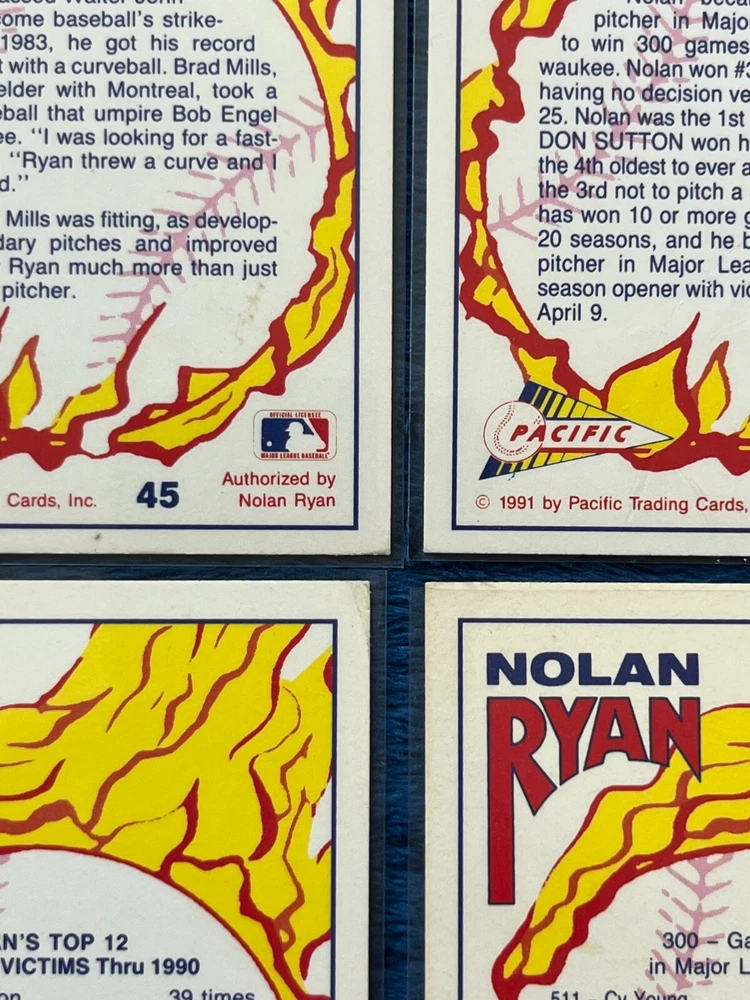 come baseball's strike-
1983, he got his record
with a curveball. Brad Mills,
elder with Montreal, took a
eball that umpire Bob Engel
ee. "I was looking for a fast-
"Ryan threw a curve and I
d."
Mills was fitting, as develop-
dary pitches and improved
Ryan much more than just
pitcher.
OFFICIAL LICENSEE
MAJOR LEAGUE BASEBALL
Cards, Inc.
45
Authorized by
Nolan Ryan
pitcher in Majo
to win 300 games
waukee. Nolan won #3
having no decision ve
25. Nolan was the 1st
DON SUTTON won h
the 4th oldest to ever a
the 3rd not to pitch a
has won 10 or more g
20 seasons, and he b
pitcher in Major Lea
season opener with vic
April 9.
PACIFIC
© 1991 by Pacific Trading Cards,
N'S TOP 12
VICTIMS Thru 1990
39 times
NOLAN
RYAN
300 – Ga
in Major L
511 Cy Young